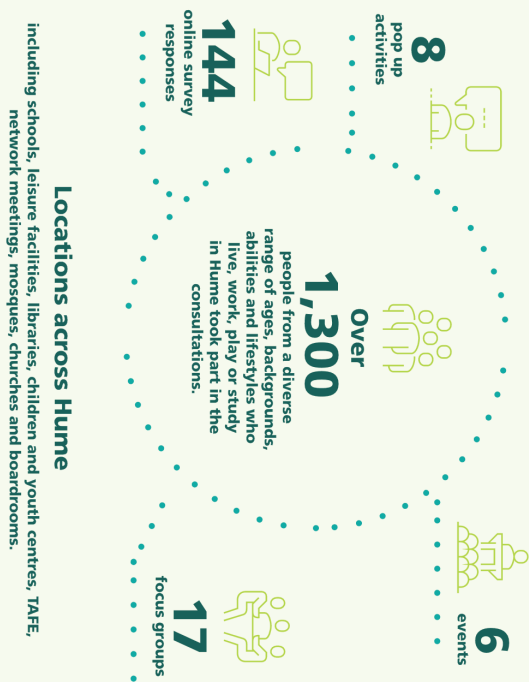 8
pop up
activities
6
events
Over
1,300
people from a diverse
range of ages, backgrounds,
abilities and lifestyles who
live, work, play or study
in Hume took part in the
consultations.
144
online survey
responses
17
focus groups
Locations across Hume
including schools, leisure facilities, libraries, children and youth centres, TAFE,
network meetings, mosques, churches and boardrooms.